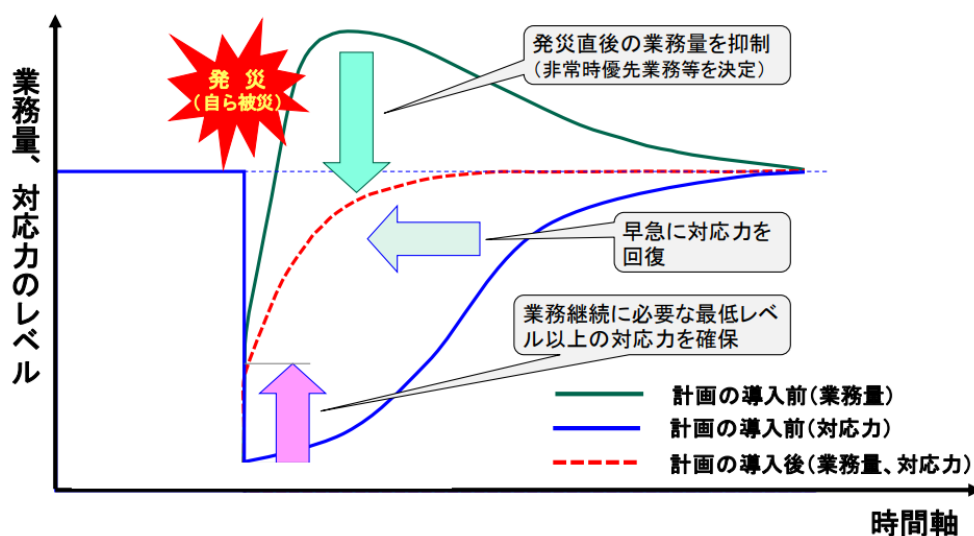 業務量、対応力のレベル
発 災
（自ら被災）
発災直後の業務量を抑制
（非常時優先業務等を決定）
早急に対応力を
回復
業務継続に必要な最低レベ
ル以上の対応力を確保
計画の導入前（業務量）
計画の導入前（対応力）
計画の導入後（業務量、対応力）
時間軸